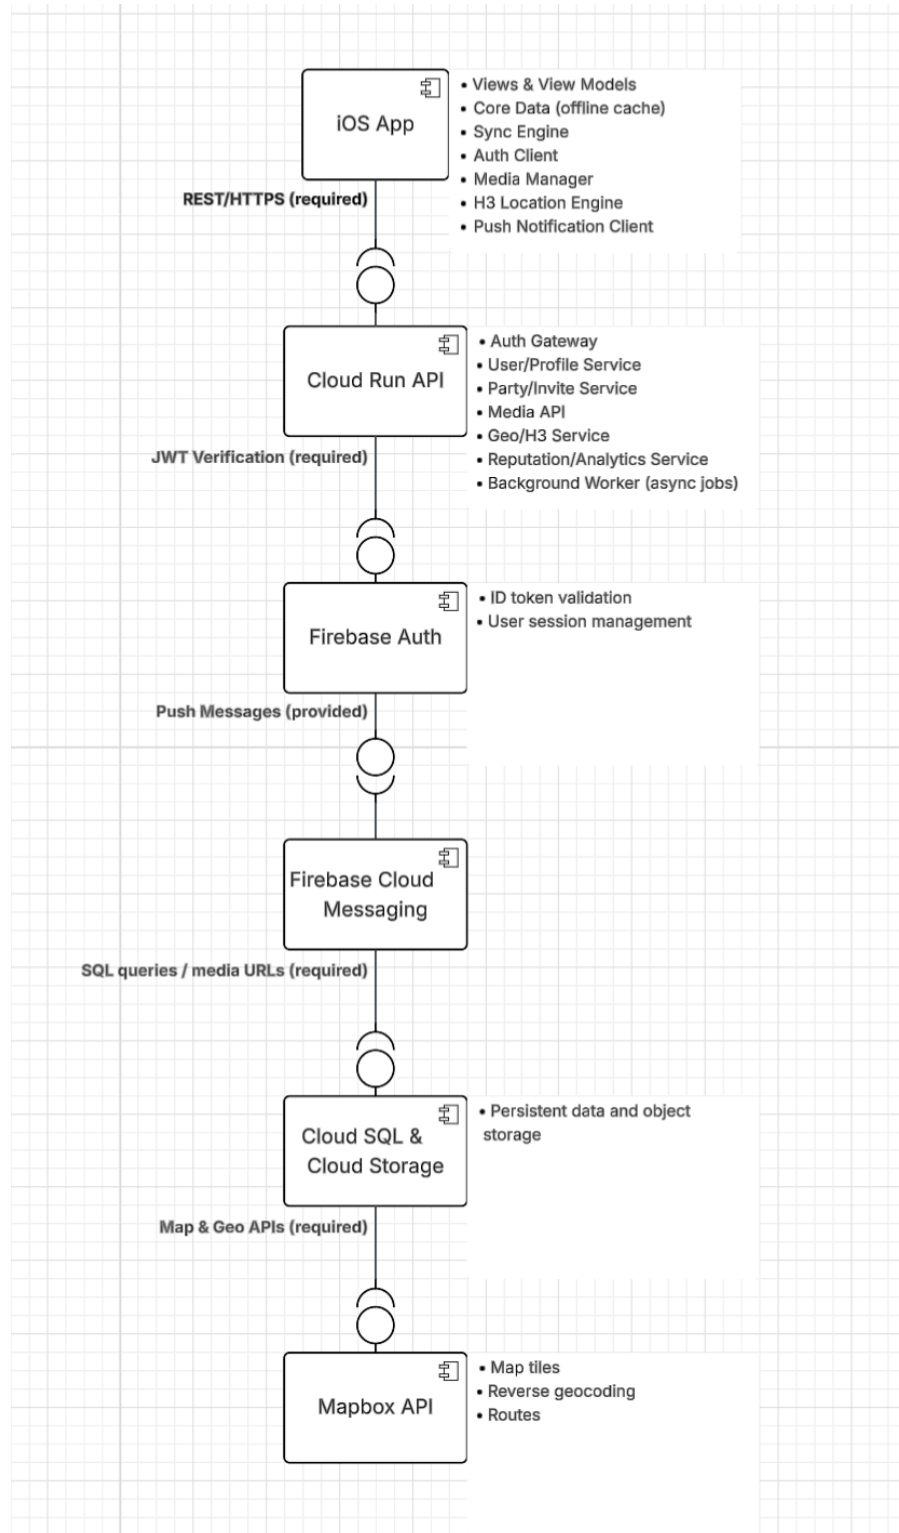 iOS App
• Views & View Models
• Core Data (offline cache)
• Sync Engine
• Auth Client
• Media Manager
• H3 Location Engine
• Push Notification Client
REST/HTTPS (required)
Cloud Run API
• Auth Gateway
• User/Profile Service
• Party/Invite Service
• Media API
• Geo/H3 Service
• Reputation/Analytics Service
• Background Worker (async jobs)
JWT Verification (required)
Firebase Auth
• ID token validation
• User session management
Push Messages (provided)
Firebase Cloud
Messaging
SQL queries / media URLs (required)
Cloud SQL &
Cloud Storage
• Persistent data and object
storage
Map & Geo APIs (required)
Mapbox API
• Map tiles
• Reverse geocoding
• Routes